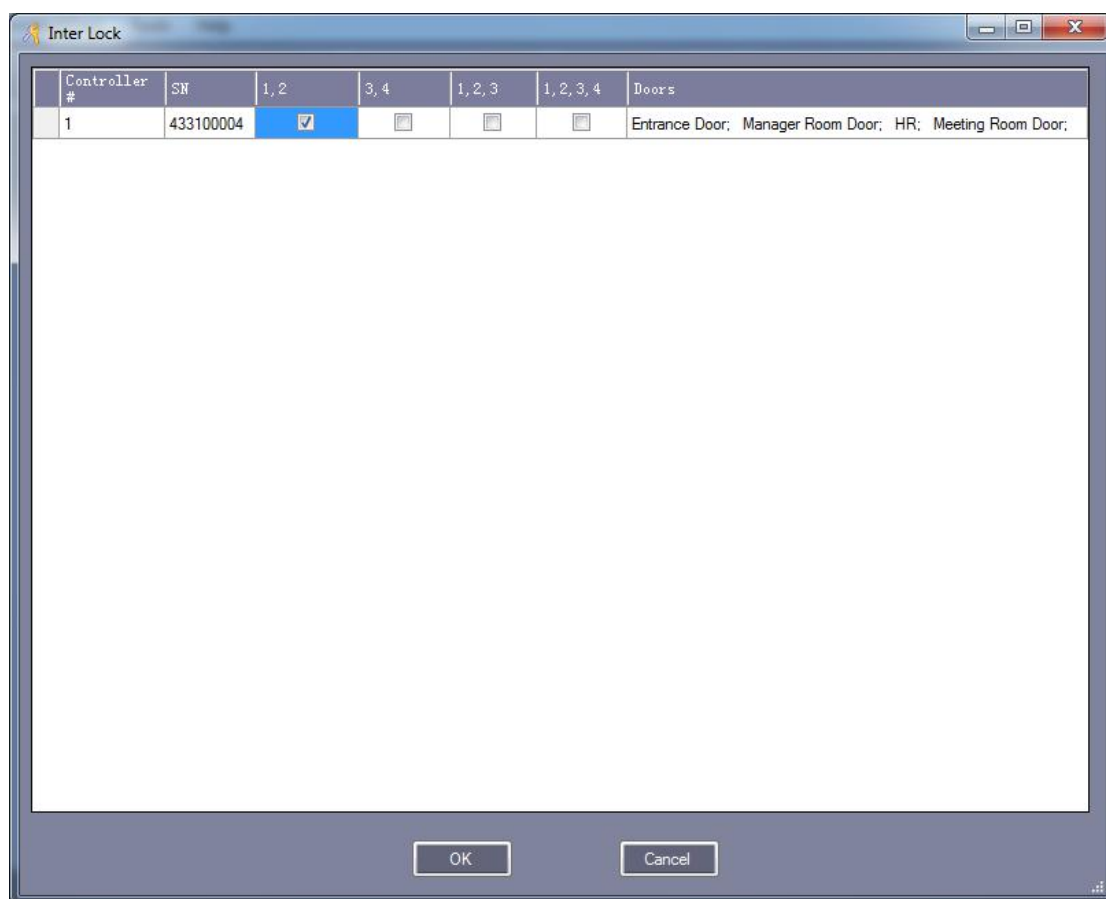 Inter Lock
Controller # SN 1,2 3,4 1,2,3 1,2,3,4 Doors
1 433100004 Entrance Door; Manager Room Door; HR; Meeting Room Door;
OK Cancel